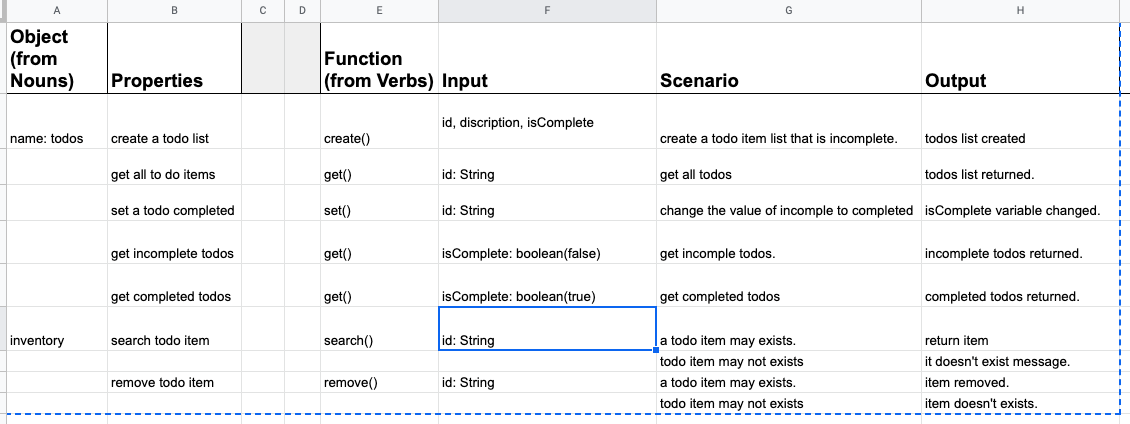 A B C D E F G H
Object
(from
Nouns) Properties Function
(from Verbs) Input Scenario Output
name: todos create a todo list create() id, discription, isComplete create a todo item list that is incomplete. todos list created
get all to do items get() id: String get all todos todos list returned.
set a todo completed set() id: String change the value of incomple to completed isComplete variable changed.
get incomplete todos get() isComplete: boolean(false) get incomple todos. incomplete todos returned.
get completed todos get() isComplete: boolean(true) get completed todos completed todos returned.
inventory search todo item search() id: String a todo item may exists. return item
todo item may not exists it doesn't exist message.
remove todo item remove() id: String a todo item may exists. item removed.
todo item may not exists item doesn't exists.